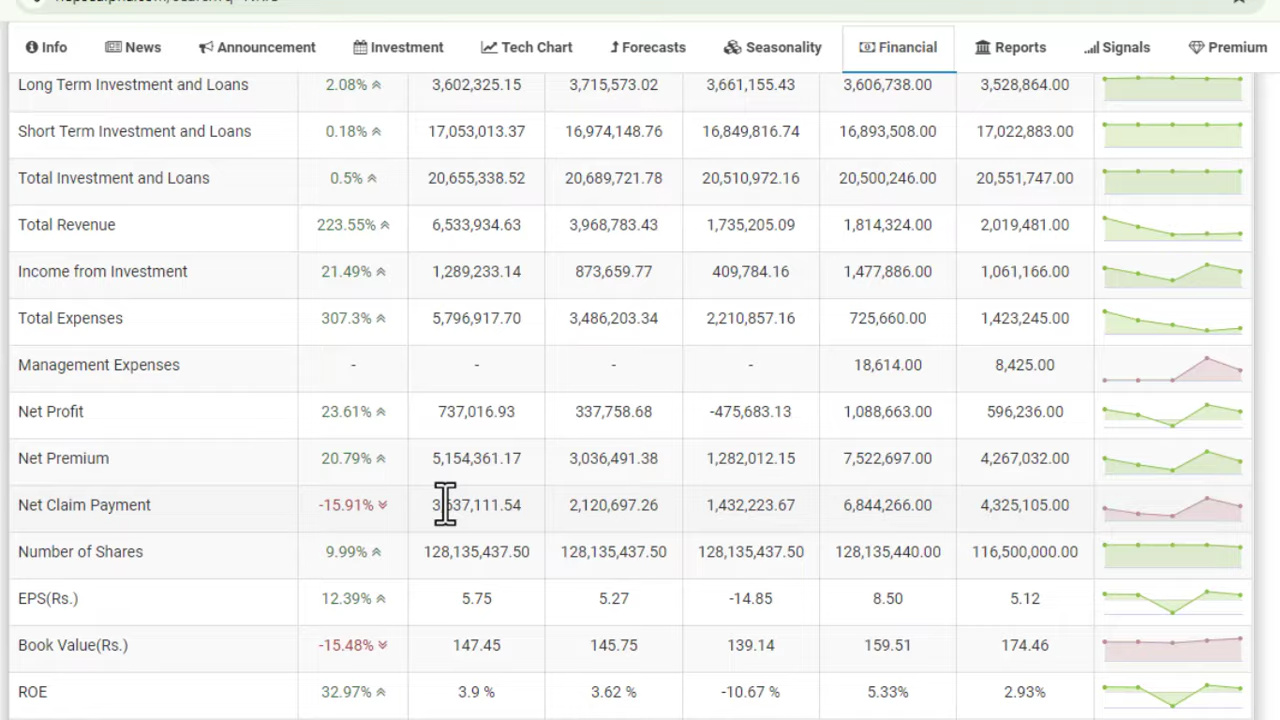 Info News Announcement Investment Tech Chart Forecasts Seasonality Financial Reports Signals Premium
Long Term Investment and Loans 2.08% 3,602,325.15 3,715,573.02 3,661,155.43 3,606,738.00 3,528,864.00
Short Term Investment and Loans 0.18% 17,053,013.37 16,974,148.76 16,849,816.74 16,893,508.00 17,022,883.00
Total Investment and Loans 0.5% 20,655,338.52 20,689,721.78 20,510,972.16 20,500,246.00 20,551,747.00
Total Revenue 223.55% 6,533,934.63 3,968,783.43 1,735,205.09 1,814,324.00 2,019,481.00
Income from Investment 21.49% 1,289,233.14 873,659.77 409,784.16 1,477,886.00 1,061,166.00
Total Expenses 307.3% 5,796,917.70 3,486,203.34 2,210,857.16 725,660.00 1,423,245.00
Management Expenses - - - - 18,614.00 8,425.00
Net Profit 23.61% 737,016.93 337,758.68 -475,683.13 1,088,663.00 596,236.00
Net Premium 20.79% 5,154,361.17 3,036,491.38 1,282,012.15 7,522,697.00 4,267,032.00
Net Claim Payment -15.91% 3,637,111.54 2,120,697.26 1,432,223.67 6,844,266.00 4,325,105.00
Number of Shares 9.99% 128,135,437.50 128,135,437.50 128,135,437.50 128,135,440.00 116,500,000.00
EPS(Rs.) 12.39% 5.75 5.27 -14.85 8.50 5.12
Book Value(Rs.) -15.48% 147.45 145.75 139.14 159.51 174.46
ROE 32.97% 3.9 % 3.62 % -10.67 % 5.33% 2.93%